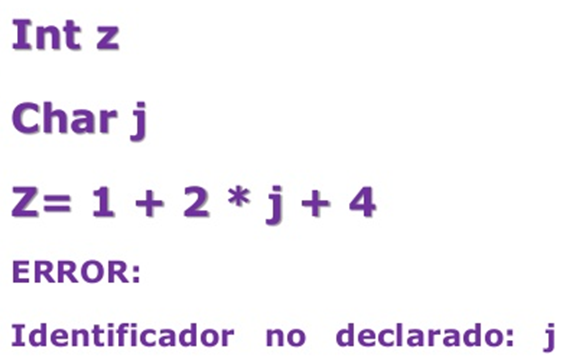 Int z
Char j
Z= 1 + 2 * j + 4
ERROR:
Identificador no declarado: j